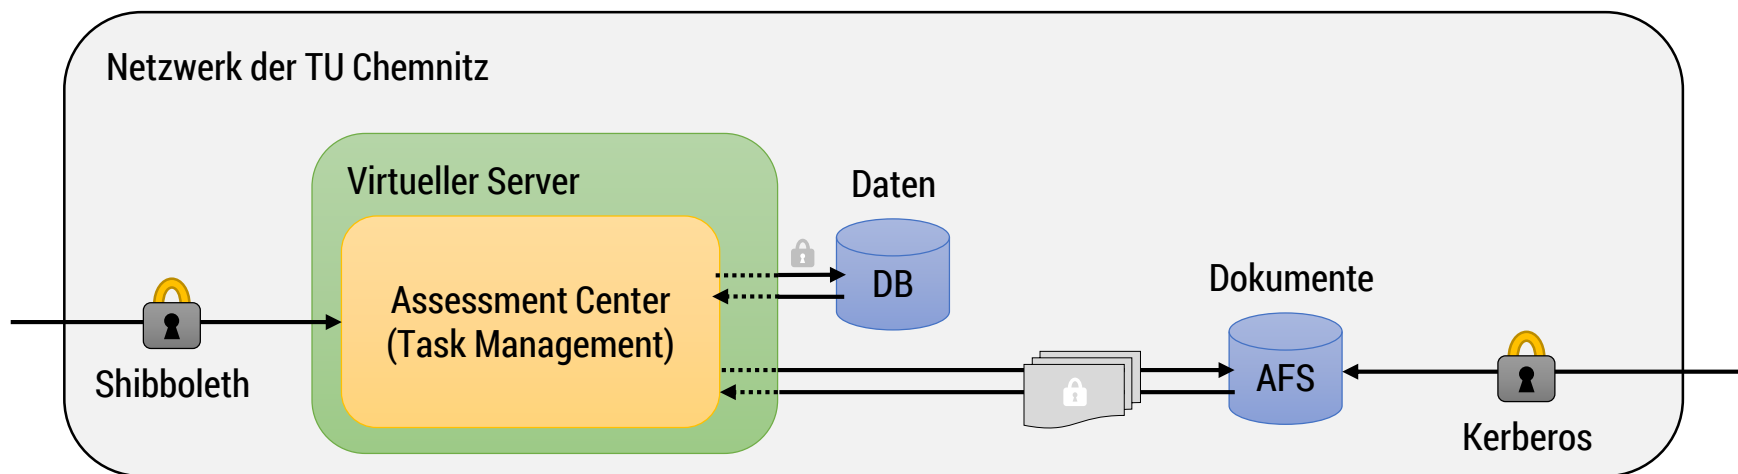 Netzwerk der TU Chemnitz
Virtueller Server
Daten
DB
Assessment Center
(Task Management)
Shibboleth
Dokumente
AFS
Kerberos